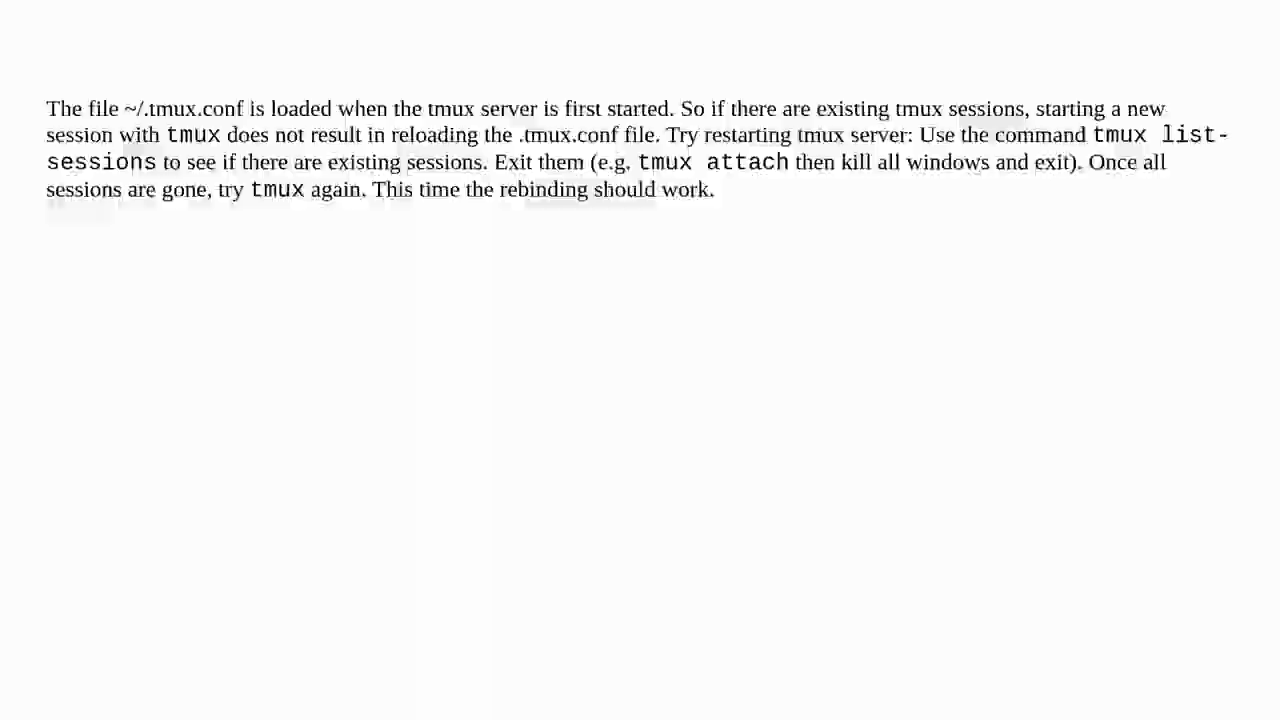 The file ~/.tmux.conf is loaded when the tmux server is first started. So if there are existing tmux sessions, starting a new
session with tmux does not result in reloading the .tmux.conf file. Try restarting tmux server: Use the command tmux list-
sessions to see if there are existing sessions. Exit them (e.g. tmux attach then kill all windows and exit). Once all
sessions are gone, try tmux again. This time the rebinding should work.